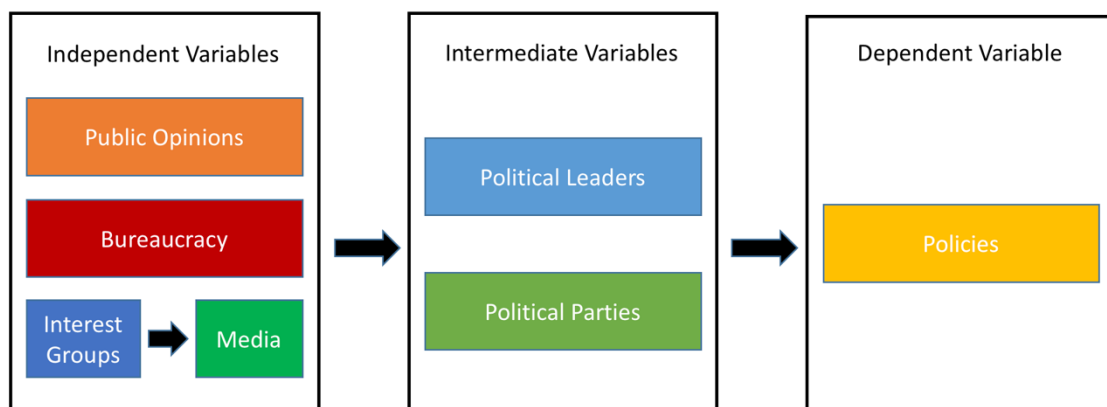 Independent Variables
Public Opinions
Bureaucracy
Interest
Groups
Media
Intermediate Variables
Political Leaders
Political Parties
Dependent Variable
Policies